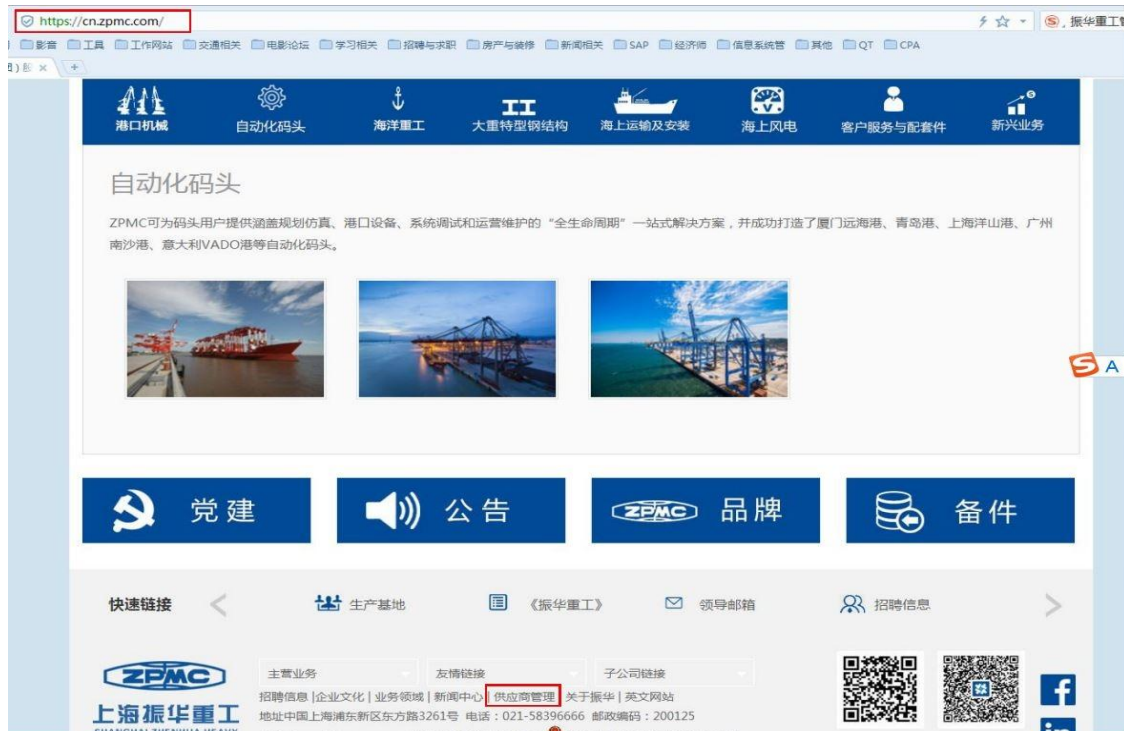 https://cn.zpmc.com/
振华重工
影音 工具 工作网站 交通相关 电影论坛 学习相关 招聘与求职 房产与装修 新闻相关 SAP 经济师 信息系统管 其他 QT CPA
港口机械 自动化码头 海洋重工 大重特型钢结构 海上运输及安装 海上风电 客户服务与配套件 新兴业务
自动化码头
ZPMC可为码头用户提供涵盖规划仿真、港口设备、系统调试和运营维护的“全生命周期”一站式解决方案，并成功打造了厦门远海港、青岛港、上海洋山港、广州
南沙港、意大利VADO港等自动化码头。
A
党建 公告 ZPMC 品牌 备件
快速链接 生产基地 《振华重工》 领导邮箱 招聘信息
ZPMC
主营业务 友情链接 子公司链接
招聘信息 |企业文化 | 业务领域 | 新闻中心 | 供应商管理 | 关于振华 | 英文网站
上海振华重工
地址中国上海浦东新区东方路3261号 电话：021-58396666 邮政编码：200125